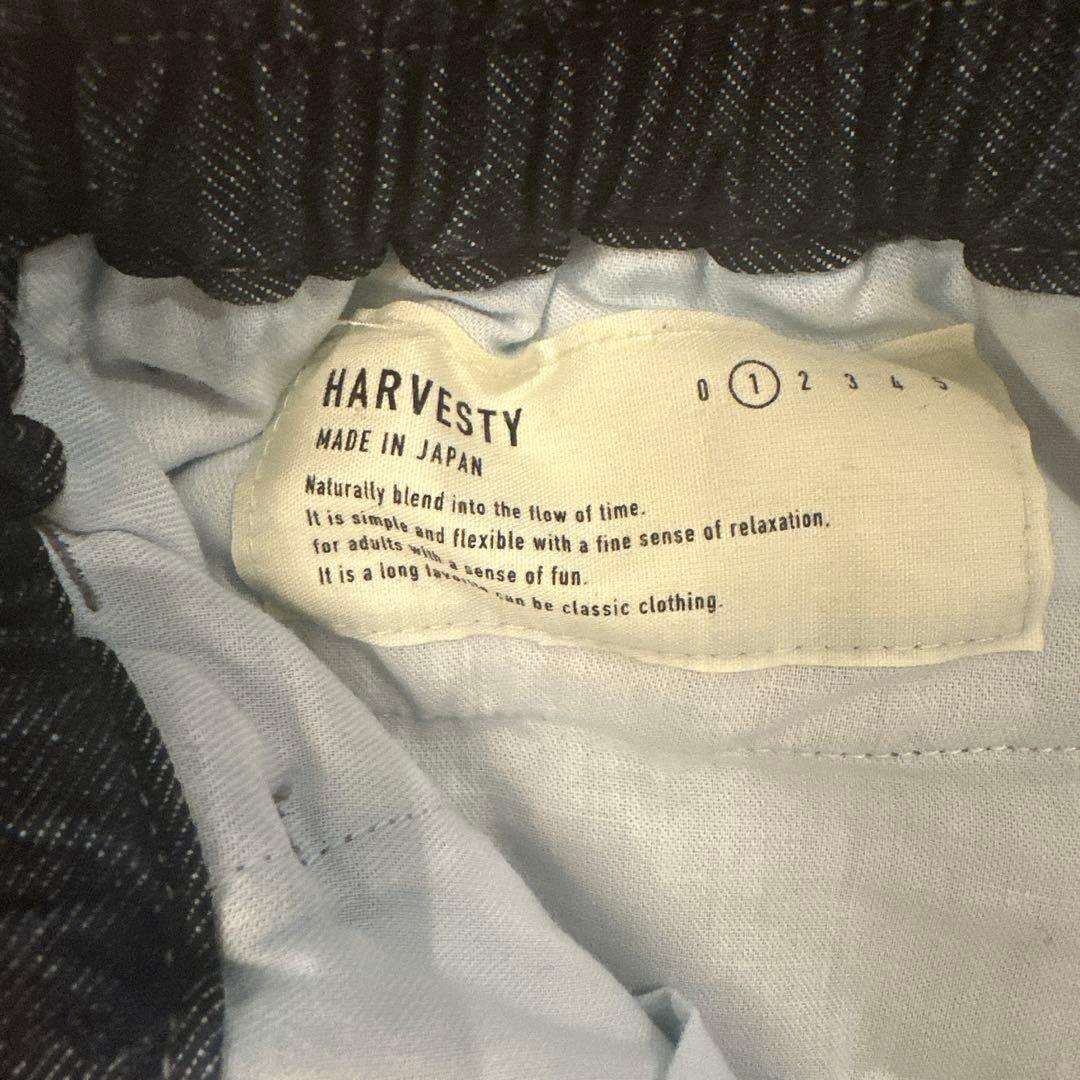 HARVESTY
0 1 2 3 4 5
MADE IN JAPAN
Naturally blend into the flow of time.
It is simple and flexible with a fine sense of relaxation.
for adults with a sense of fun.
It is a long can be classic clothing.